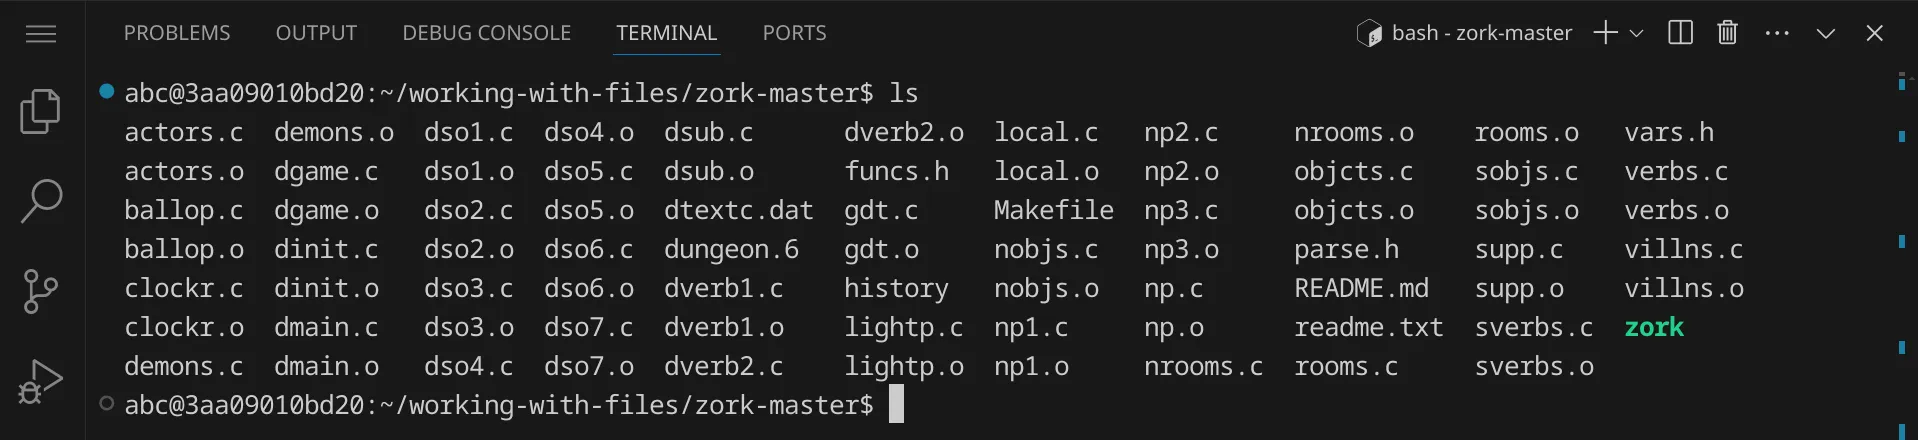 PROBLEMS OUTPUT DEBUG CONSOLE TERMINAL PORTS bash - zork-master
abc@3aa09010bd20:~/working-with-files/zork-master$ ls
actors.c demons.o dso1.c dso4.o dsub.c dverb2.o local.c np2.c nrooms.o rooms.o vars.h
actors.o dgame.c dso1.o dso5.c dsub.o funcs.h local.o np2.o objcts.c sobjs.c verbs.c
ballop.c dgame.o dso2.c dso5.o dtextc.dat gdt.c Makefile np3.c objcts.o sobjs.o verbs.o
ballop.o dinit.c dso2.o dso6.c dungeon.6 gdt.o nobjs.c np3.o parse.h supp.c villns.c
clockr.c dinit.o dso3.c dso6.o dverb1.c history nobjs.o np.c README.md supp.o villns.o
clockr.o dmain.c dso3.o dso7.c dverb1.o lightp.c np1.c np.o readme.txt sverbs.c zork
demons.c dmain.o dso4.c dso7.o dverb2.c lightp.o np1.o nrooms.c rooms.c sverbs.o
abc@3aa09010bd20:~/working-with-files/zork-master$